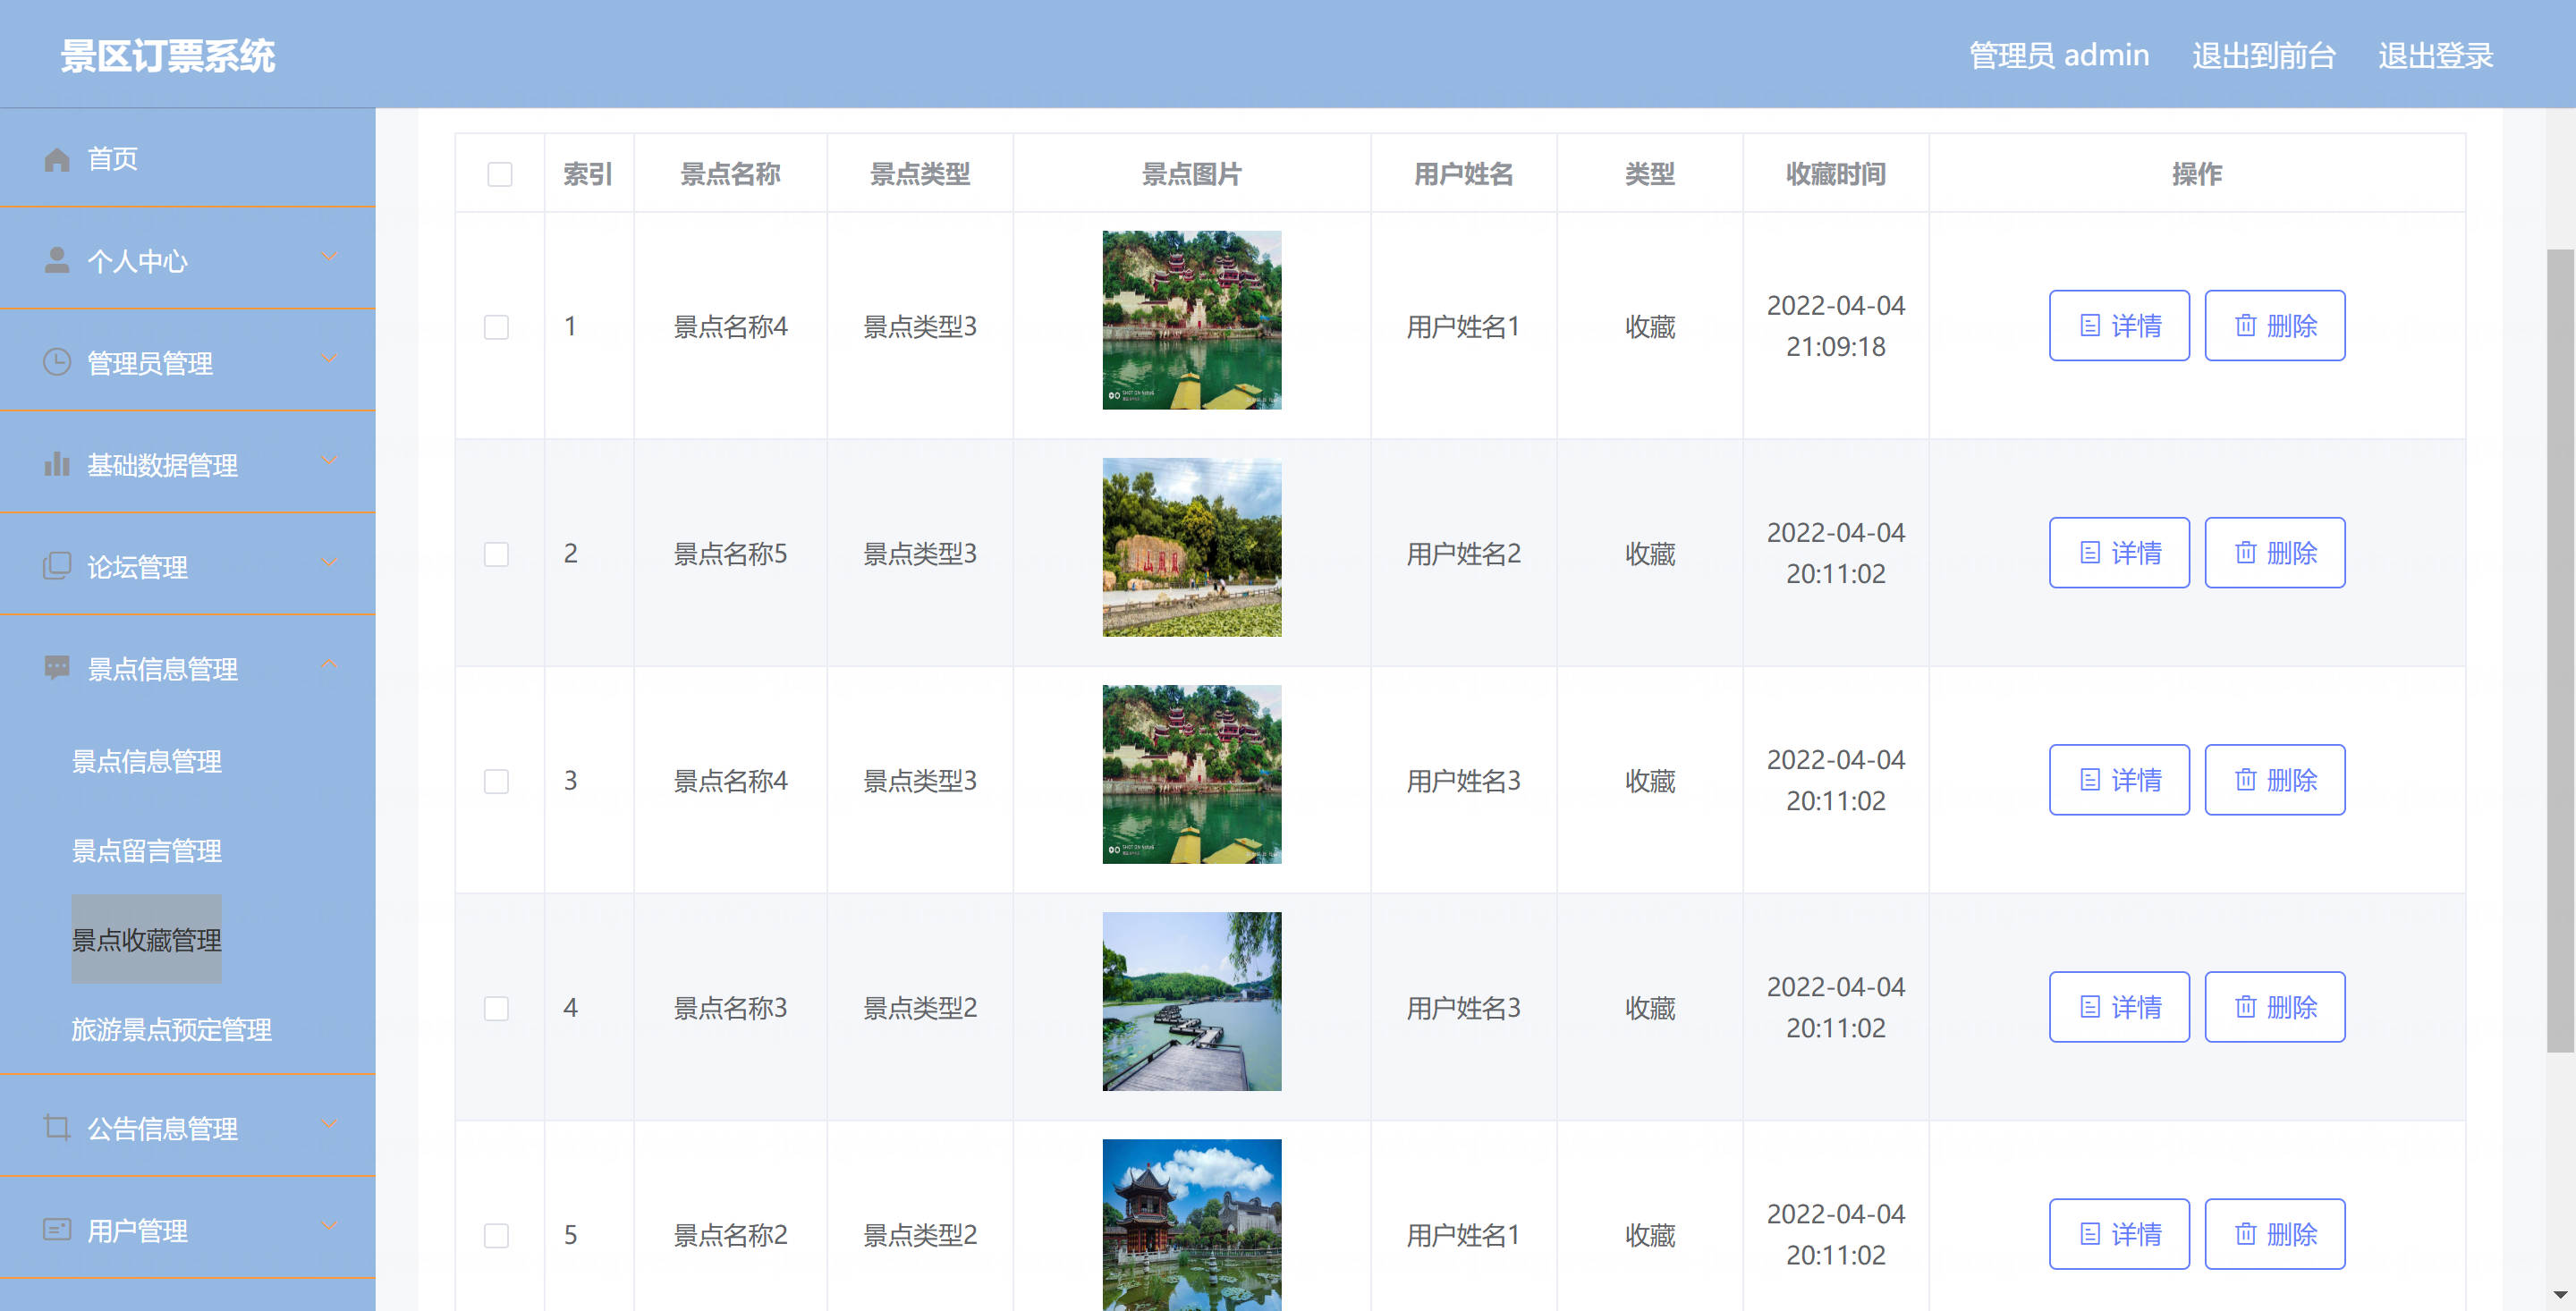 景区订票系统
管理员 admin 退出到前台 退出登录
首页
个人中心
管理员管理
基础数据管理
论坛管理
景点信息管理
景点信息管理
景点留言管理
景点收藏管理
旅游景点预定管理
公告信息管理
用户管理
索引 景点名称 景点类型 景点图片 用户姓名 类型 收藏时间 操作
1 景点名称4 景点类型3 用户姓名1 收藏 2022-04-04 21:09:18 详情 删除
2 景点名称5 景点类型3 用户姓名2 收藏 2022-04-04 20:11:02 详情 删除
3 景点名称4 景点类型3 用户姓名3 收藏 2022-04-04 20:11:02 详情 删除
4 景点名称3 景点类型2 用户姓名3 收藏 2022-04-04 20:11:02 详情 删除
5 景点名称2 景点类型2 用户姓名1 收藏 2022-04-04 20:11:02 详情 删除